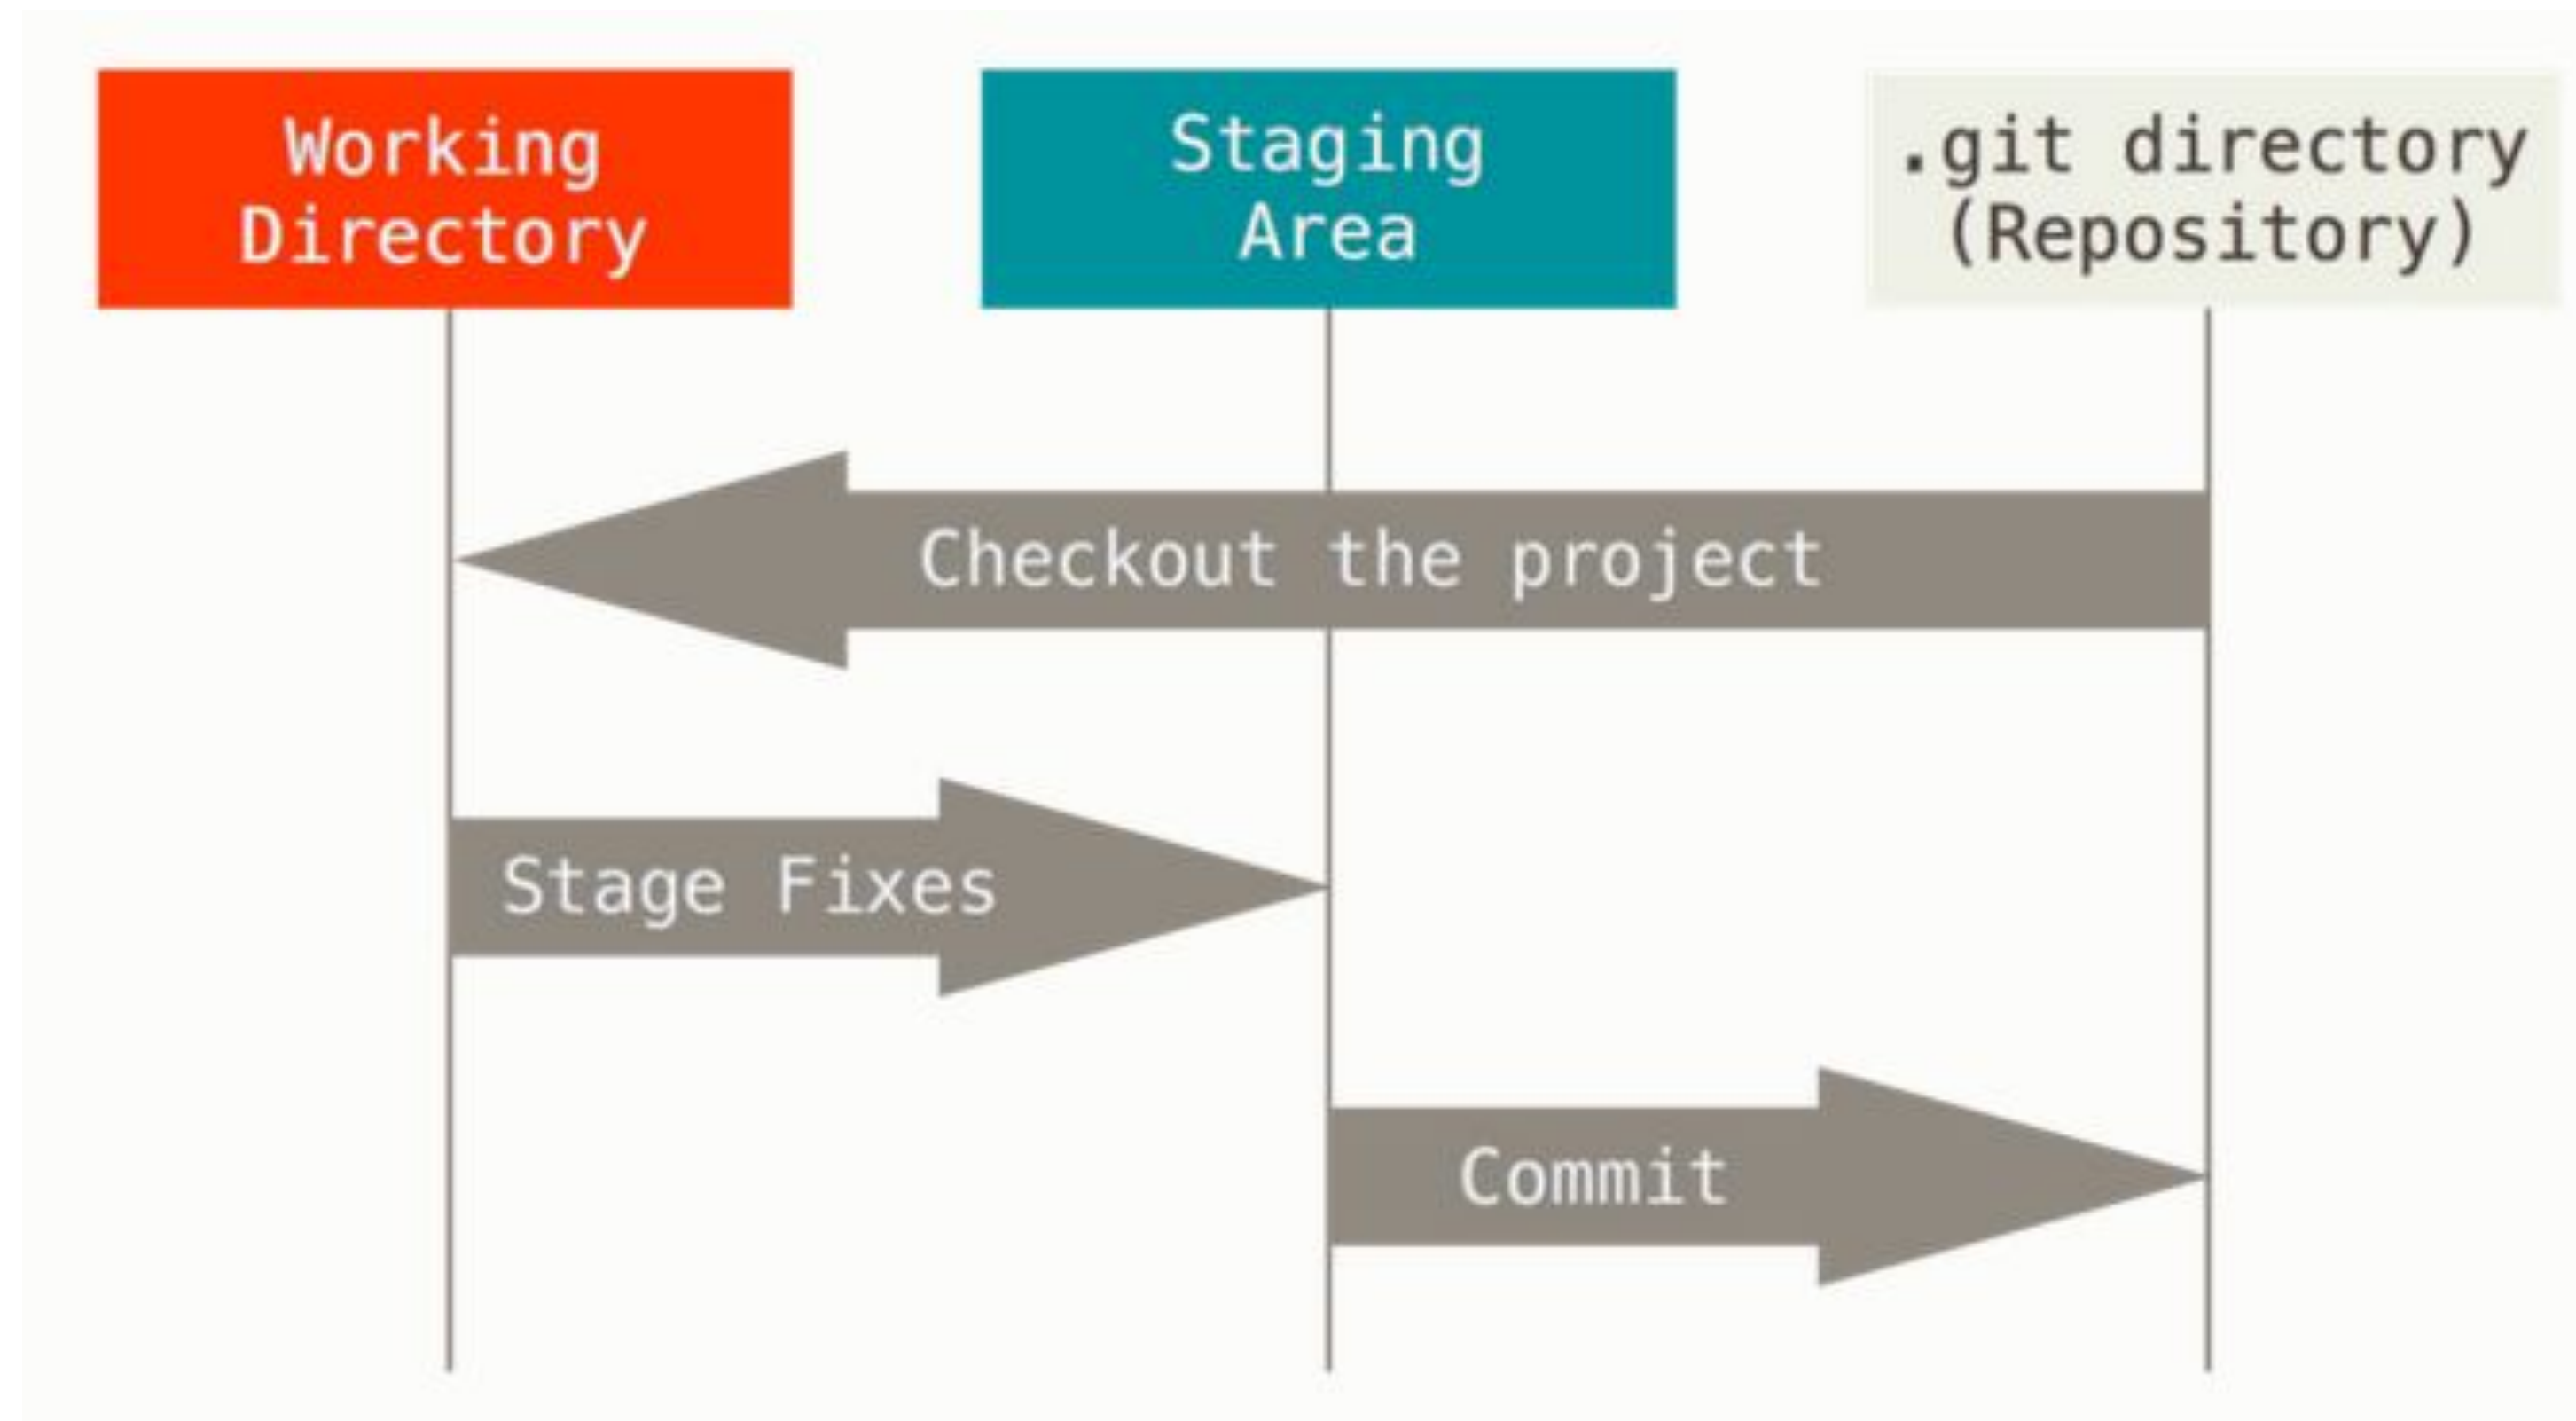 Working
Directory
Staging
Area
.git directory
(Repository)
Checkout the project
Stage Fixes
Commit